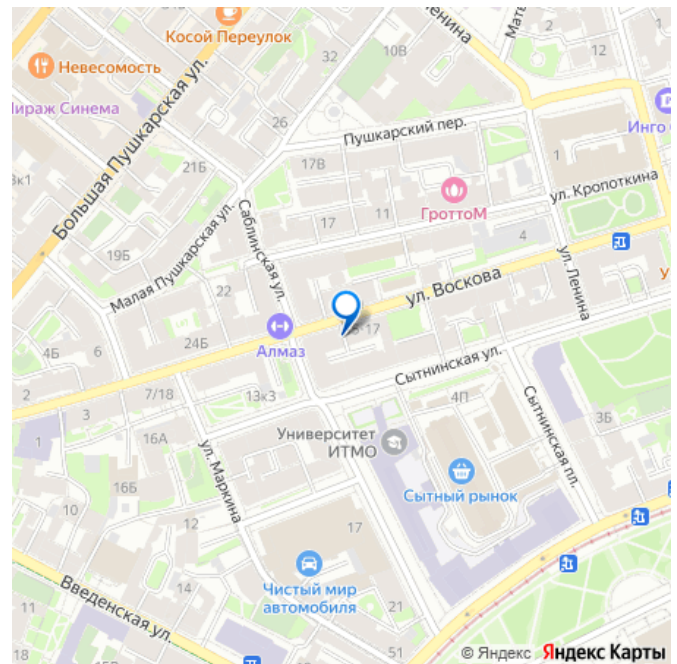 Косой Переулок
Невесомость
Мираж Синема
Большая Пушкарская ул.
32
10В
Ленина
2
12
26
Пушкарский пер.
Инго
21Б
17В
1
3к1
ГроттоМ
ул. Кропоткина
11
17
4
Саблинская ул.
Малая Пушкарская ул.
19Б
22
ул. Ленина
ул. Воскова
У
24Б
Алмаз
4Б
6
2
7/18
13к3
Сытнинская ул.
4П
3
1
16А
Университет
ИТМО
Сытнинская пл.
3Б
ул. Маркина
Сытный рынок
16Б
10
12
17
14
Чистый мир
автомобиля
Введенская ул.
11
18
21
51
© Яндекс Яндекс Карты